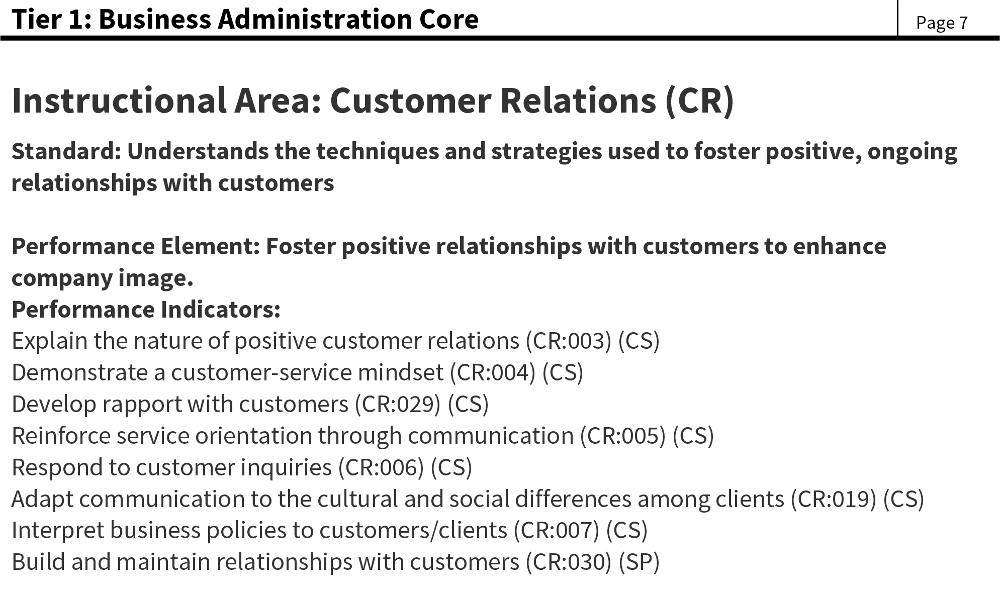 Tier 1: Business Administration Core
Page 7
Instructional Area: Customer Relations (CR)
Standard: Understands the techniques and strategies used to foster positive, ongoing
relationships with customers
Performance Element: Foster positive relationships with customers to enhance
company image.
Performance Indicators:
Explain the nature of positive customer relations (CR:003) (CS)
Demonstrate a customer-service mindset (CR:004) (CS)
Develop rapport with customers (CR:029) (CS)
Reinforce service orientation through communication (CR:005) (CS)
Respond to customer inquiries (CR:006) (CS)
Adapt communication to the cultural and social differences among clients (CR:019) (CS)
Interpret business policies to customers/clients (CR:007) (CS)
Build and maintain relationships with customers (CR:030) (SP)